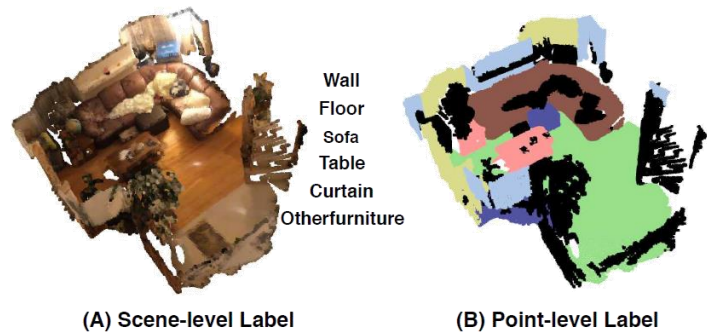 Wall
Floor
Sofa
Table
Curtain
Otherfurniture
(A) Scene-level Label
(B) Point-level Label